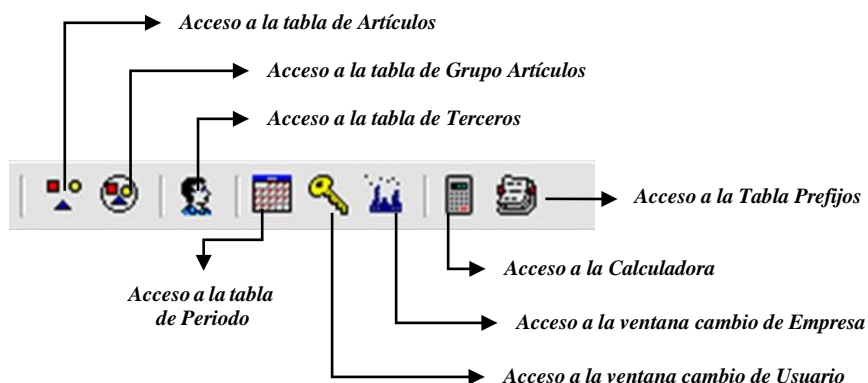 Acceso a la tabla de Artículos
Acceso a la tabla de Grupo Artículos
Acceso a la tabla de Terceros
Acceso a la Tabla Prefijos
Acceso a la Calculadora
Acceso a la tabla
de Periodo
Acceso a la ventana cambio de Empresa
Acceso a la ventana cambio de Usuario